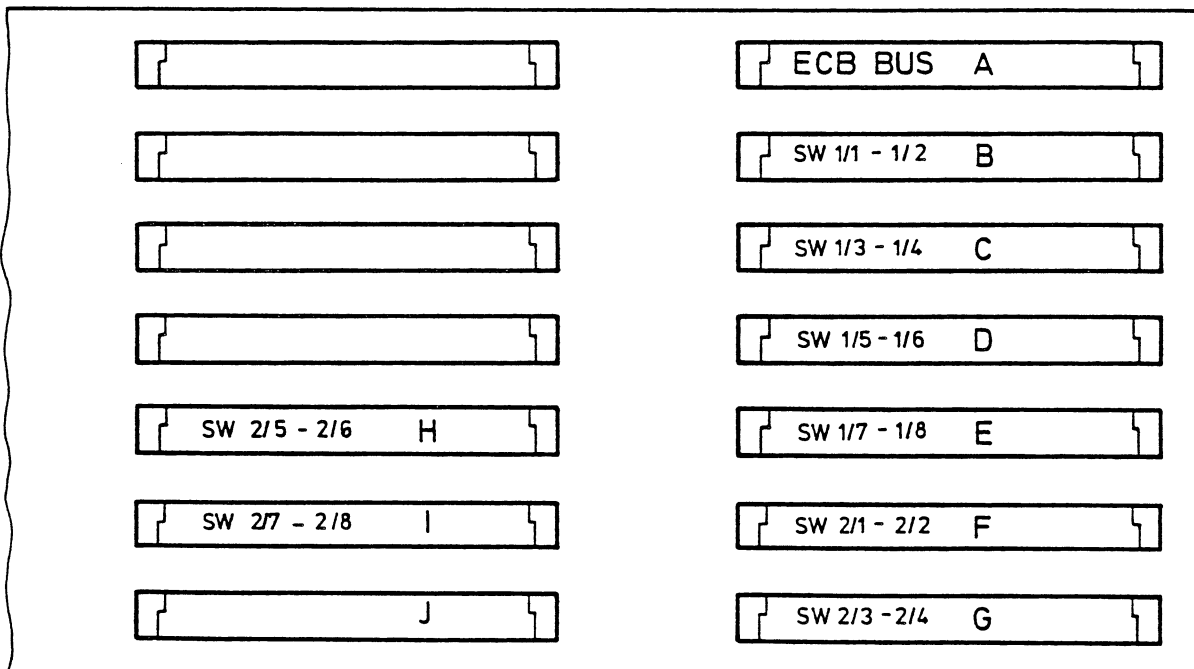 ECB BUS A
SW 1/1 - 1/2 B
SW 1/3 - 1/4 C
SW 1/5 - 1/6 D
SW 2/5 - 2/6 H
SW 1/7 - 1/8 E
SW 2/7 - 2/8 I
SW 2/1 - 2/2 F
J
SW 2/3 - 2/4 G